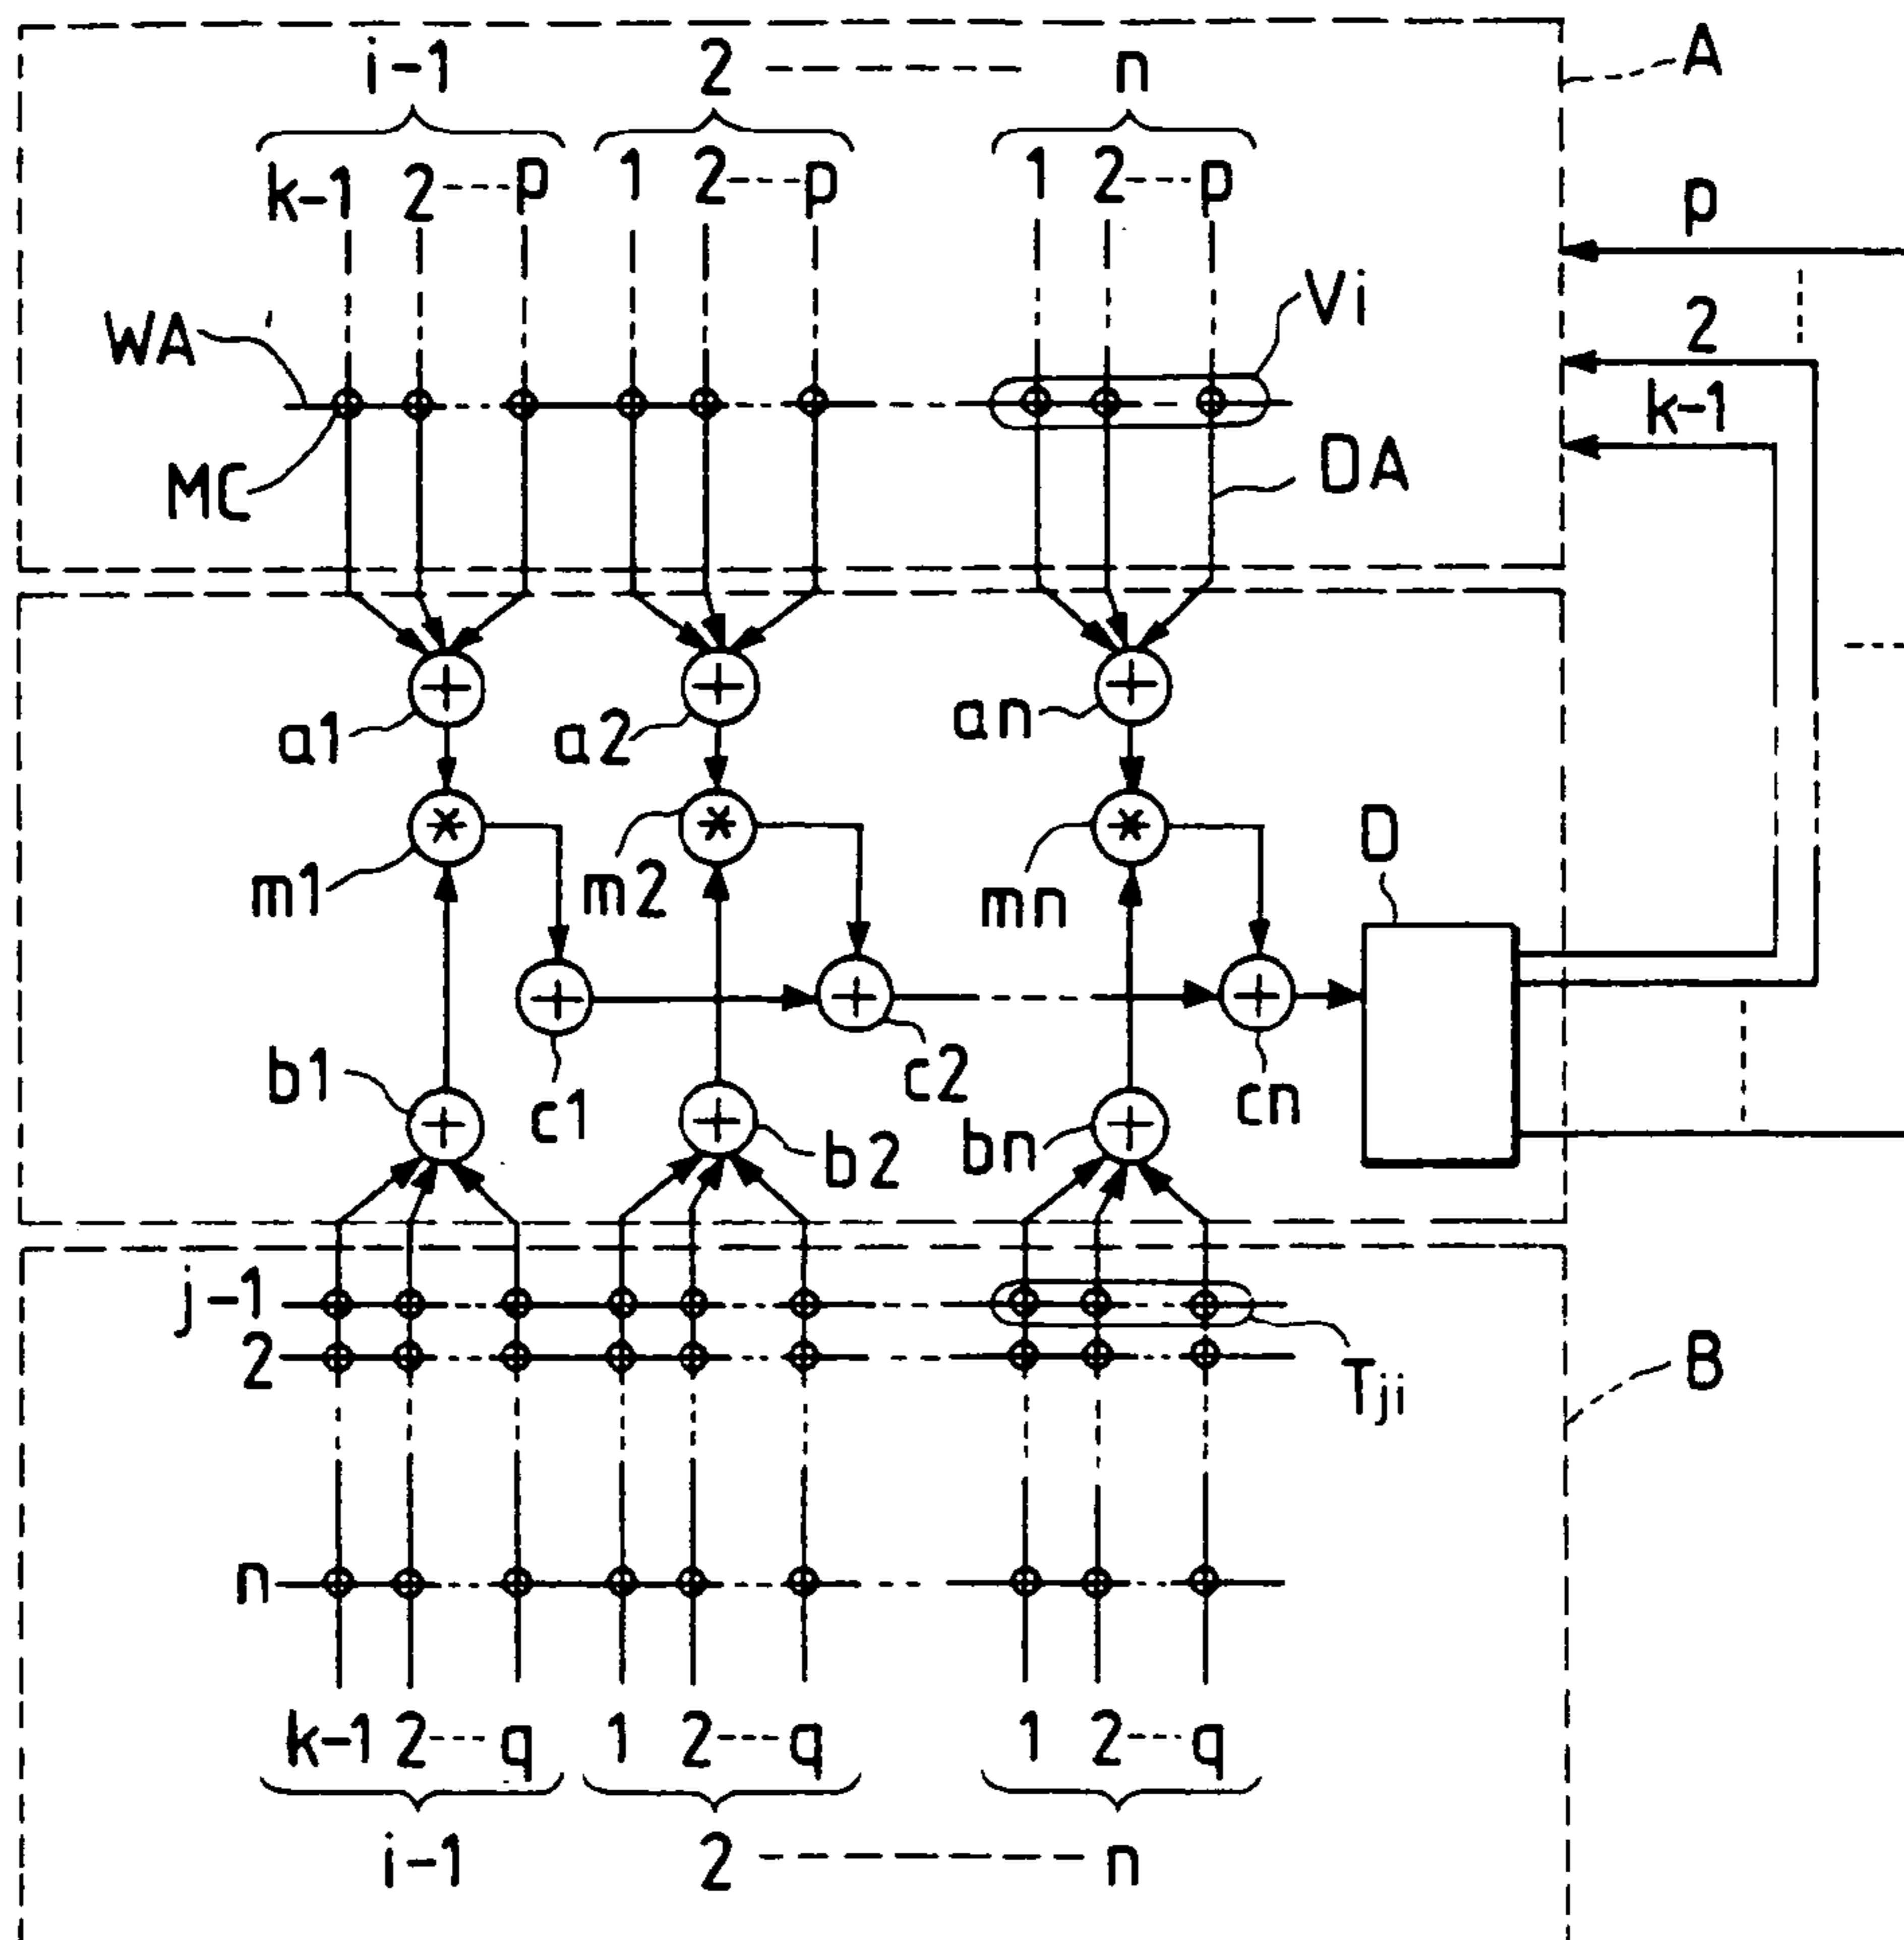 i-1 2 ------- n
A
k-1 2----p 1 2----p 1 2----p
p
WA
Vi
2
k-1
MC
DA
+ + +
a1 a2 an
* * *
m1 m2 mn
D
+ + +
c1 c2 cn
b1 + + b2 bn +
j-1
2
Tji
B
n
k-1 2----q 1 2----q 1 2----q
i-1 2 ------- n